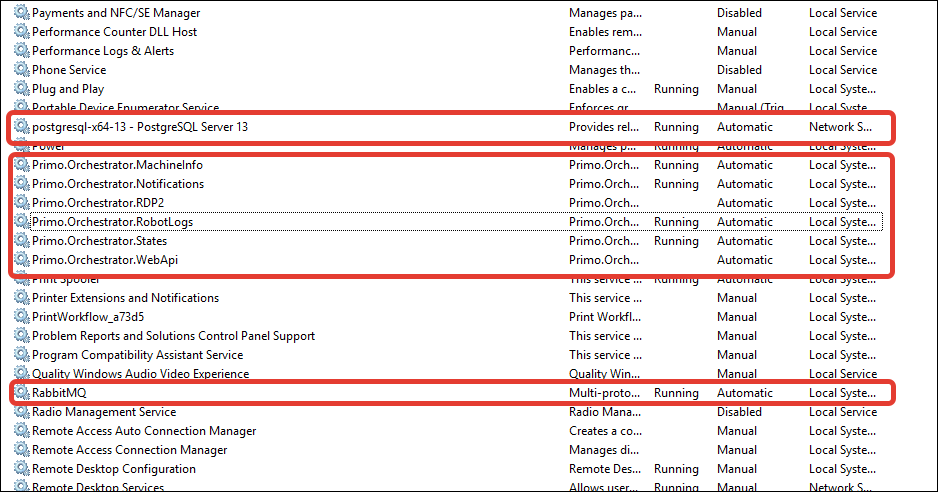 Payments and NFC/SE Manager Manages pa... Disabled Local Service
Performance Counter DLL Host Enables rem... Manual Local Service
Performance Logs & Alerts Performanc... Manual Local Service
Phone Service Manages th... Disabled Local Service
Plug and Play Enables a c... Running Manual Local Syste...
Portable Device Enumerator Service Enforces gr... Manual (Trig... Local Syste...
postgresql-x64-13 - PostgreSQL Server 13 Provides rel... Running Automatic Network S...
Power Manages p... Running Automatic Local Syste...
Primo.Orchestrator.MachineInfo Primo.Orch... Running Automatic Local Syste...
Primo.Orchestrator.Notifications Primo.Orch... Running Automatic Local Syste...
Primo.Orchestrator.RDP2 Primo.Orch... Automatic Local Syste...
Primo.Orchestrator.RobotLogs Primo.Orch... Running Automatic Local Syste...
Primo.Orchestrator.States Primo.Orch... Running Automatic Local Syste...
Primo.Orchestrator.WebApi Primo.Orch... Automatic Local Syste...
Print Spooler This service ... Running Automatic Local Syste...
Printer Extensions and Notifications This service ... Manual Local Syste...
PrintWorkflow_a73d5 Print Workfl... Manual Local Syste...
Problem Reports and Solutions Control Panel Support This service ... Manual Local Syste...
Program Compatibility Assistant Service This service ... Manual Local Syste...
Quality Windows Audio Video Experience Quality Win... Manual Local Service
RabbitMQ Multi-proto... Running Automatic Local Syste...
Radio Management Service Radio Mana... Disabled Local Service
Remote Access Auto Connection Manager Creates a co... Manual Local Syste...
Remote Access Connection Manager Manages di... Manual Local Syste...
Remote Desktop Configuration Remote Des... Running Manual Local Syste...
Remote Desktop Services Allows user... Running Manual Network S...